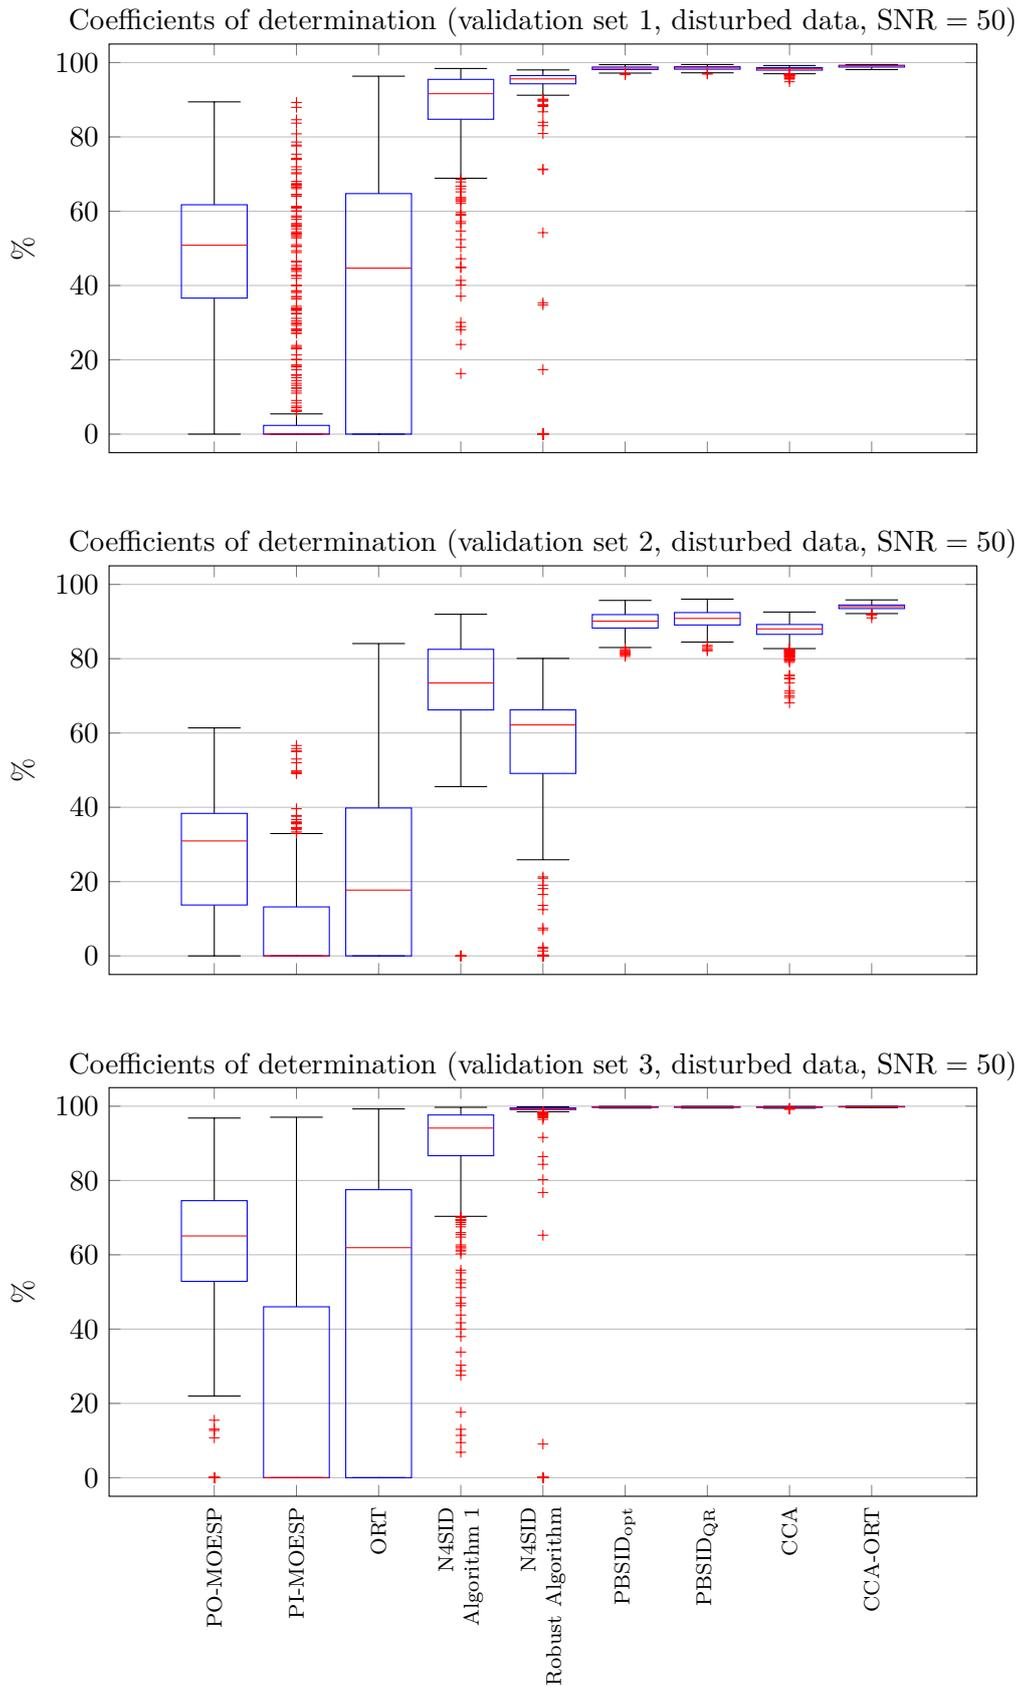 Coefficients of determination (validation set 1, disturbed data, SNR = 50)
100
80
60
40
20
0
%
Coefficients of determination (validation set 2, disturbed data, SNR = 50)
100
80
60
40
20
0
%
Coefficients of determination (validation set 3, disturbed data, SNR = 50)
100
80
60
40
20
0
%
PO-MOESP
PI-MOESP
ORT
N4SID
Algorithm 1
N4SID
Robust Algorithm
PBSIDopt
PBSIDQR
CCA
CCA-ORT